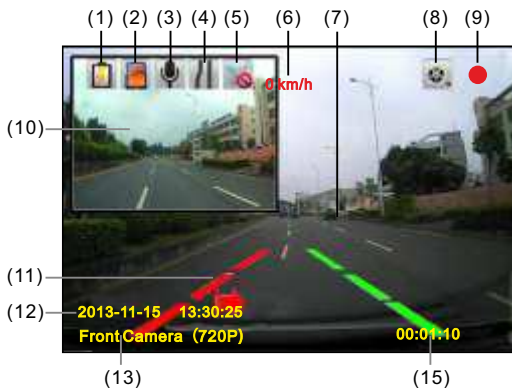 (1) (2) (3) (4) (5) (6) (7) (8) (9)
0 km/h
(10)
(11)
(12)
2013-11-15 13:30:25
Front Camera (720P) 00:01:10
(13) (15)